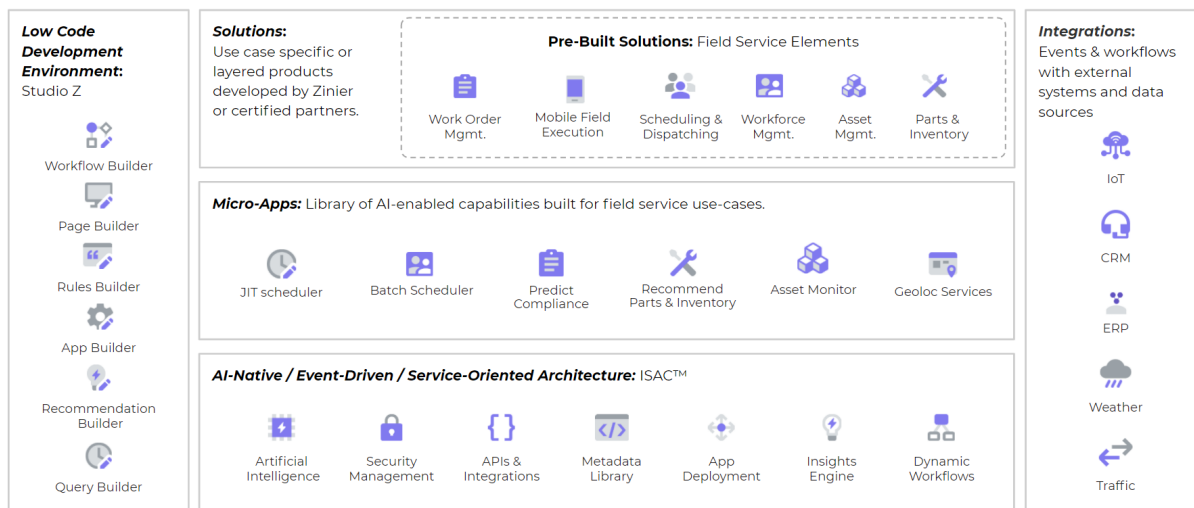 Low Code
Development
Environment:
Studio Z
Workflow Builder
Page Builder
Rules Builder
App Builder
Recommendation
Builder
Query Builder
Solutions:
Use case specific or
layered products
developed by Zinier
or certified partners.
Pre-Built Solutions: Field Service Elements
Work Order
Mgmt.
Mobile Field
Execution
Scheduling &
Dispatching
Workforce
Mgmt.
Asset
Mgmt.
Parts &
Inventory
Micro-Apps: Library of AI-enabled capabilities built for field service use-cases.
JIT scheduler
Batch Scheduler
Predict
Compliance
Recommend
Parts & Inventory
Asset Monitor
Geoloc Services
AI-Native / Event-Driven / Service-Oriented Architecture: ISAC™
Artificial
Intelligence
Security
Management
APIs &
Integrations
Metadata
Library
App
Deployment
Insights
Engine
Dynamic
Workflows
Integrations:
Events & workflows
with external
systems and data
sources
IoT
CRM
ERP
Weather
Traffic